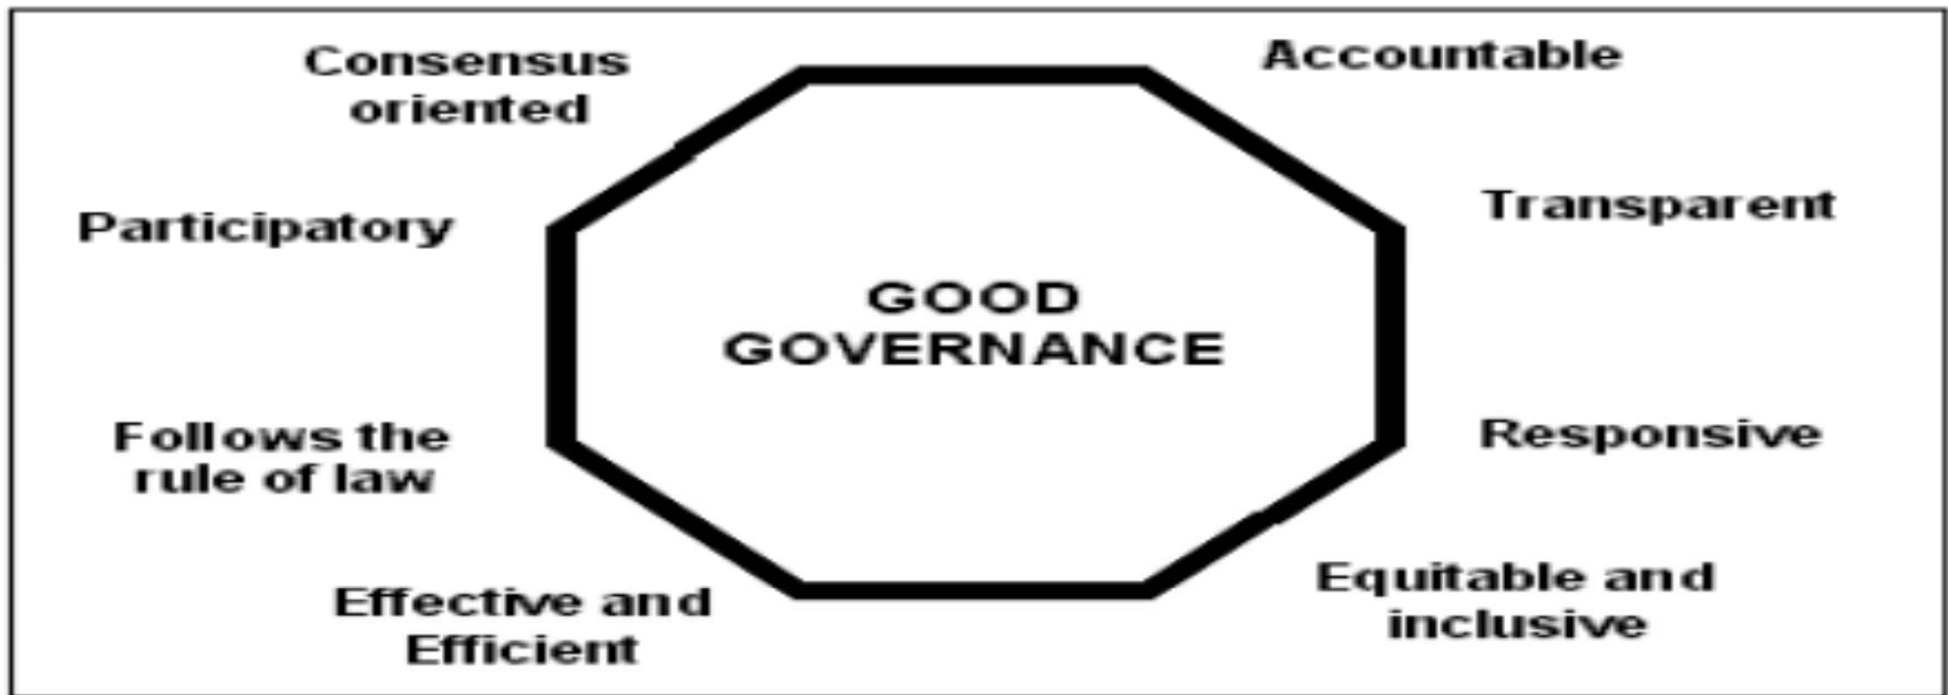 Consensus
oriented
Accountable
Participatory
Transparent
GOOD
GOVERNANCE
Follows the
rule of law
Responsive
Effective and
Efficient
Equitable and
inclusive